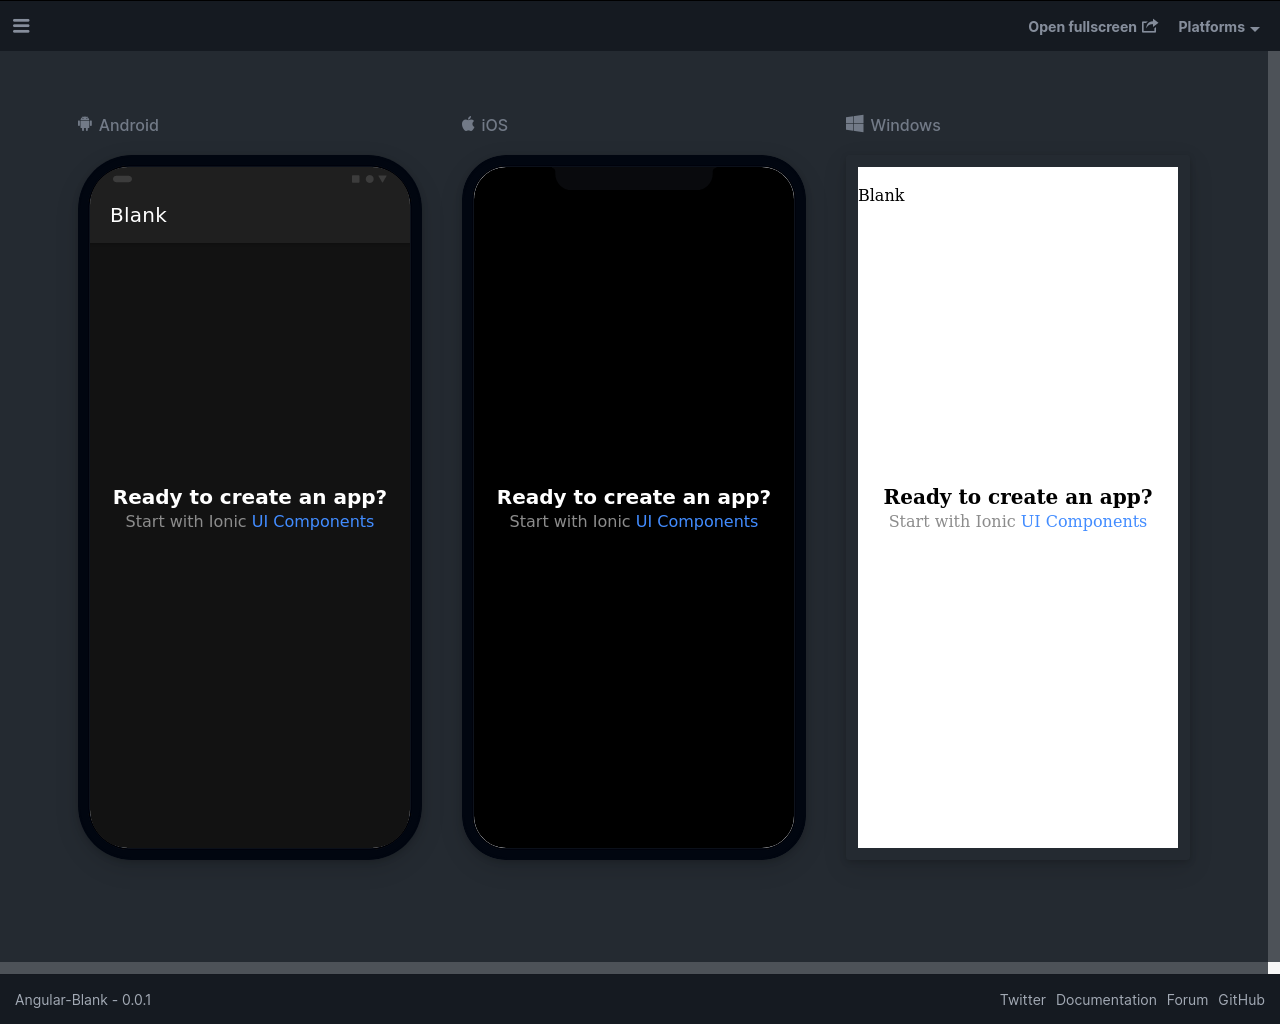 Open fullscreen Platforms
Android
iOS
Windows
Blank
Ready to create an app?
Start with Ionic UI Components
Ready to create an app?
Start with Ionic UI Components
Blank
Ready to create an app?
Start with Ionic UI Components
Angular-Blank - 0.0.1
Twitter Documentation Forum GitHub